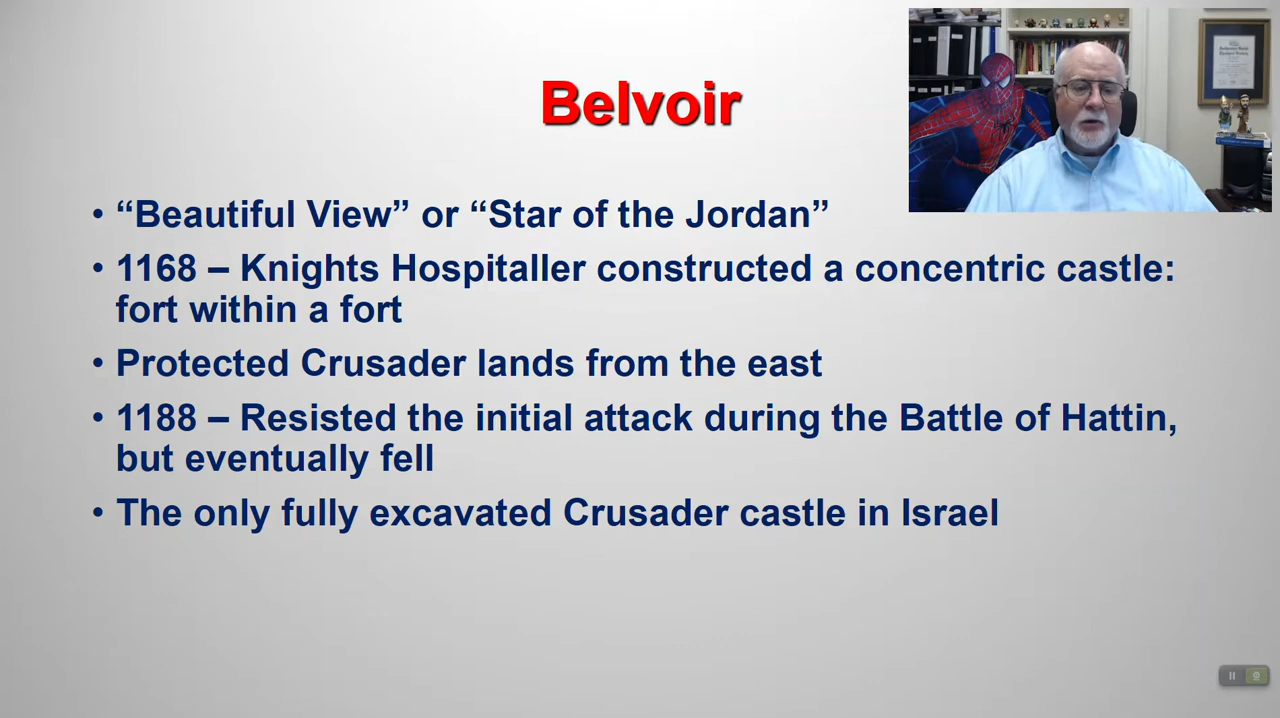 Belvoir
• “Beautiful View” or “Star of the Jordan”
• 1168 – Knights Hospitaller constructed a concentric castle:
fort within a fort
• Protected Crusader lands from the east
• 1188 – Resisted the initial attack during the Battle of Hattin,
but eventually fell
• The only fully excavated Crusader castle in Israel